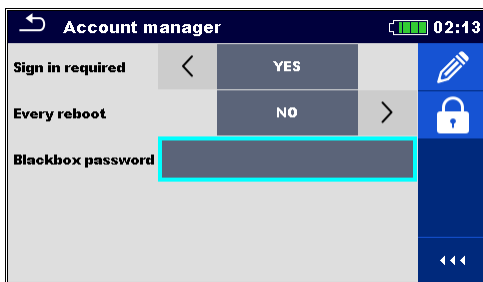 Account manager 02:13
Sign in required YES
Every reboot NO
Blackbox password